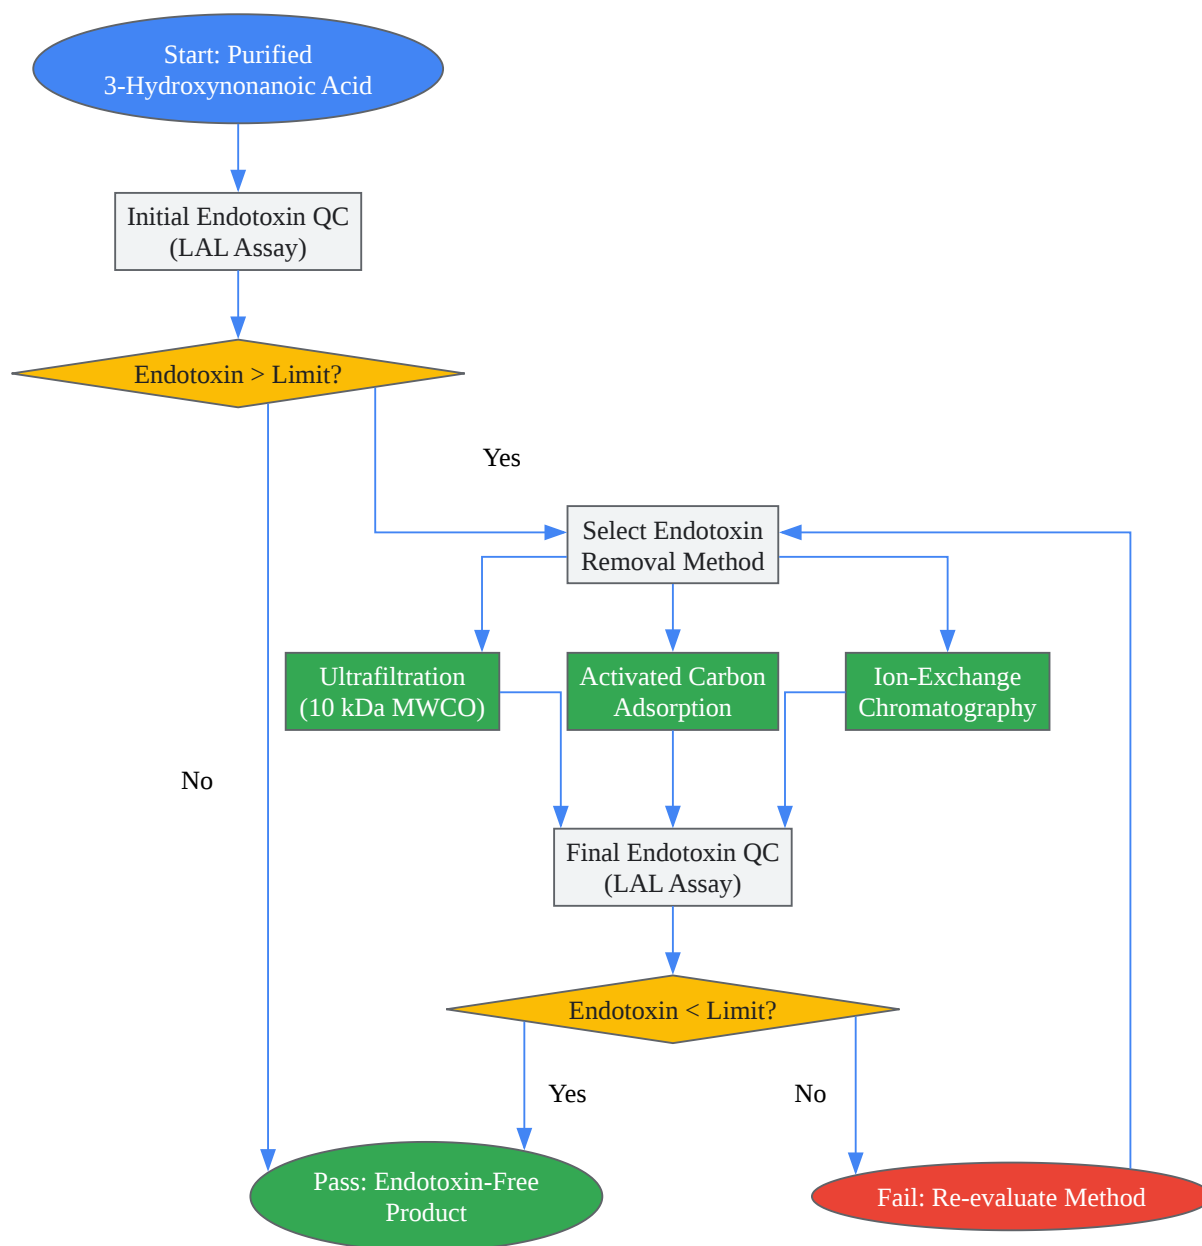 Start: Purified
3-Hydroxynonanoic Acid
Initial Endotoxin QC
(LAL Assay)
Endotoxin > Limit?
Yes
Select Endotoxin
Removal Method
Ultrafiltration
(10 kDa MWCO)
Activated Carbon
Adsorption
Ion-Exchange
Chromatography
No
Final Endotoxin QC
(LAL Assay)
Endotoxin < Limit?
Yes
No
Pass: Endotoxin-Free
Product
Fail: Re-evaluate Method